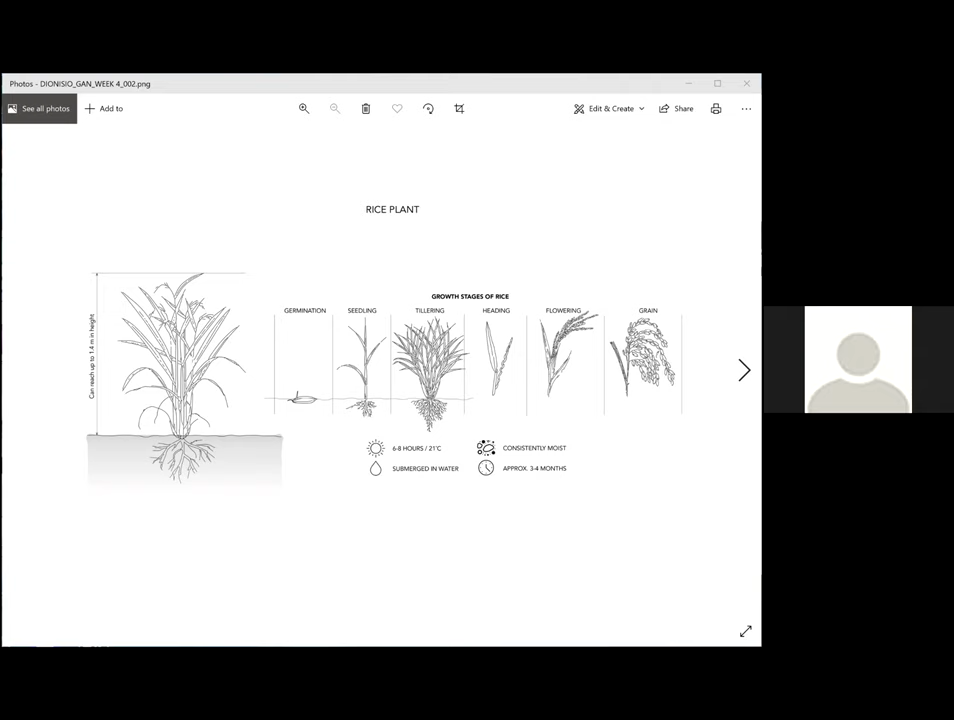 Photos - DIONISIO_GAN_WEEK 4_002.png
See all photos
Add to
Edit & Create
Share
RICE PLANT
Can reach up to 1.4 m in height
GROWTH STAGES OF RICE
GERMINATION
SEEDLING
TILLERING
HEADING
FLOWERING
GRAIN
6-8 HOURS / 21°C
CONSISTENTLY MOIST
SUBMERGED IN WATER
APPROX. 3-4 MONTHS